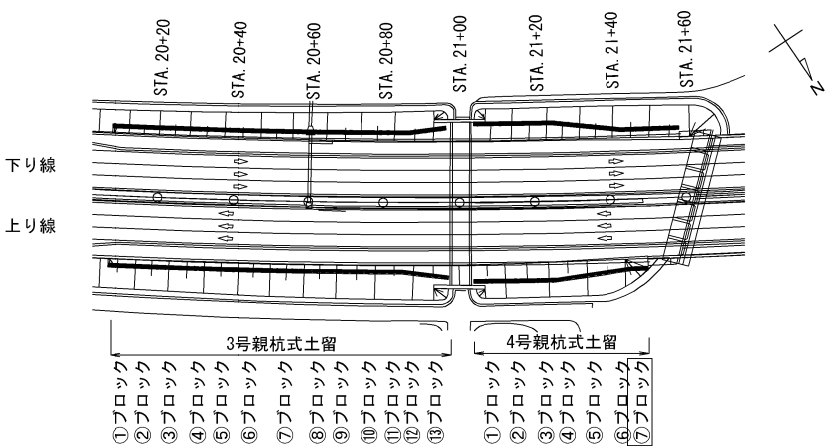 STA. 20+20
STA. 20+40
STA. 20+60
STA. 20+80
STA. 21+00
STA. 21+20
STA. 21+40
STA. 21+60
N
下り線
上り線
3号親杭式土留
4号親杭式土留
①ブロック
②ブロック
③ブロック
④ブロック
⑤ブロック
⑥ブロック
⑦ブロック
⑧ブロック
⑨ブロック
⑩ブロック
⑪ブロック
⑫ブロック
⑬ブロック
①ブロック
②ブロック
③ブロック
④ブロック
⑤ブロック
⑥ブロック
⑦ブロック